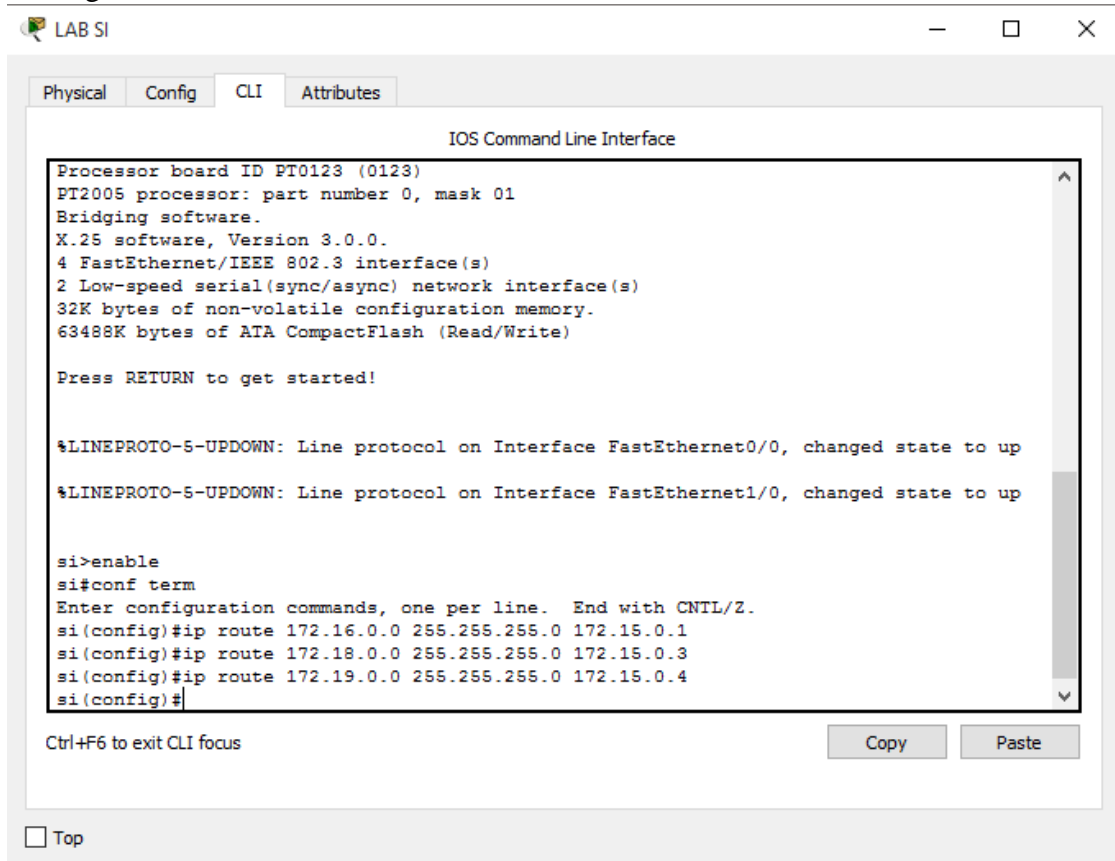 LAB SI
Physical Config CLI Attributes
IOS Command Line Interface
Processor board ID PT0123 (0123)
PT2005 processor: part number 0, mask 01
Bridging software.
X.25 software, Version 3.0.0.
4 FastEthernet/IEEE 802.3 interface(s)
2 Low-speed serial(sync/async) network interface(s)
32K bytes of non-volatile configuration memory.
63488K bytes of ATA CompactFlash (Read/Write)
Press RETURN to get started!
%LINEPROTO-5-UPDOWN: Line protocol on Interface FastEthernet0/0, changed state to up
%LINEPROTO-5-UPDOWN: Line protocol on Interface FastEthernet1/0, changed state to up
si>enable
si#conf term
Enter configuration commands, one per line.  End with CNTL/Z.
si(config)#ip route 172.16.0.0 255.255.255.0 172.15.0.1
si(config)#ip route 172.18.0.0 255.255.255.0 172.15.0.3
si(config)#ip route 172.19.0.0 255.255.255.0 172.15.0.4
si(config)#
Ctrl+F6 to exit CLI focus
Copy Paste
Top